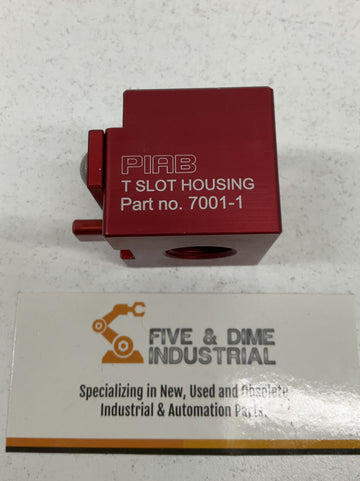 PIAB
T SLOT HOUSING
Part no. 7001-1
FIVE & DIME
INDUSTRIAL
Specializing in New, Used and Obsolete
Industrial & Automation Parts.